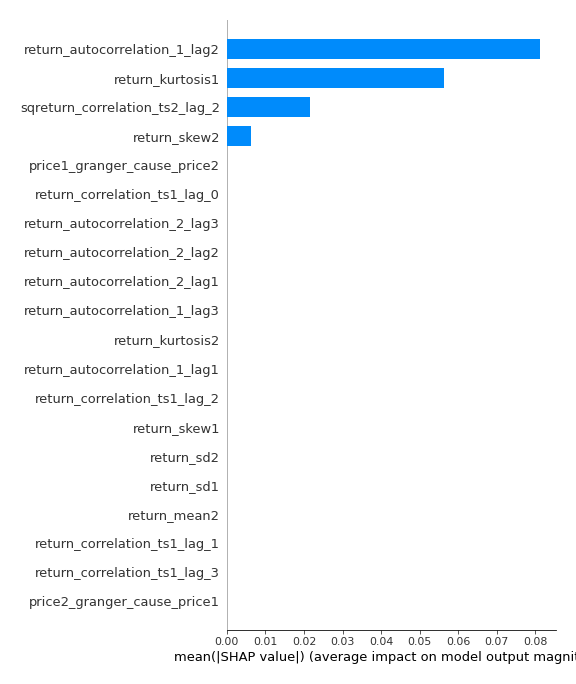 return_autocorrelation_1_lag2
return_kurtosis1
sqreturn_correlation_ts2_lag_2
return_skew2
price1_granger_cause_price2
return_correlation_ts1_lag_0
return_autocorrelation_2_lag3
return_autocorrelation_2_lag2
return_autocorrelation_2_lag1
return_autocorrelation_1_lag3
return_kurtosis2
return_autocorrelation_1_lag1
return_correlation_ts1_lag_2
return_skew1
return_sd2
return_sd1
return_mean2
return_correlation_ts1_lag_1
return_correlation_ts1_lag_3
price2_granger_cause_price1
0.00 0.01 0.02 0.03 0.04 0.05 0.06 0.07 0.08
mean(|SHAP value|) (average impact on model output magnit